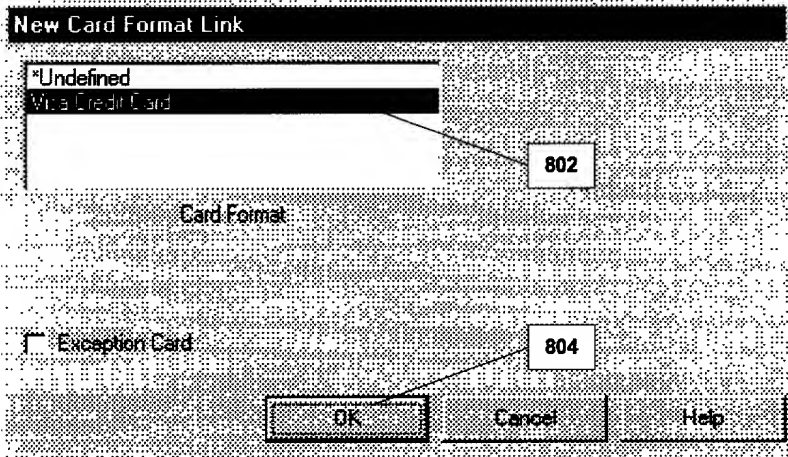 New Card Format Link
*Undefined
Visa Credit Card
802
Card Format
Exception Card
804
OK Cancel Help